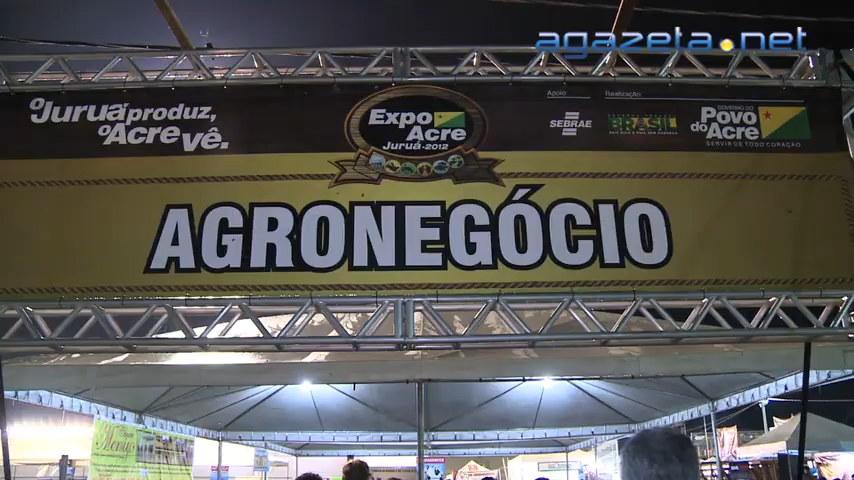 agazeta.net
O Juruá produz,
o Acre vê.
Expo
Acre
Juruá-2012
Apoio:
SEBRAE
Realização:
BRASIL
GOVERNO DO
Povo
do Acre
SERVIR DE TODO CORAÇÃO
AGRONEGÓCIO